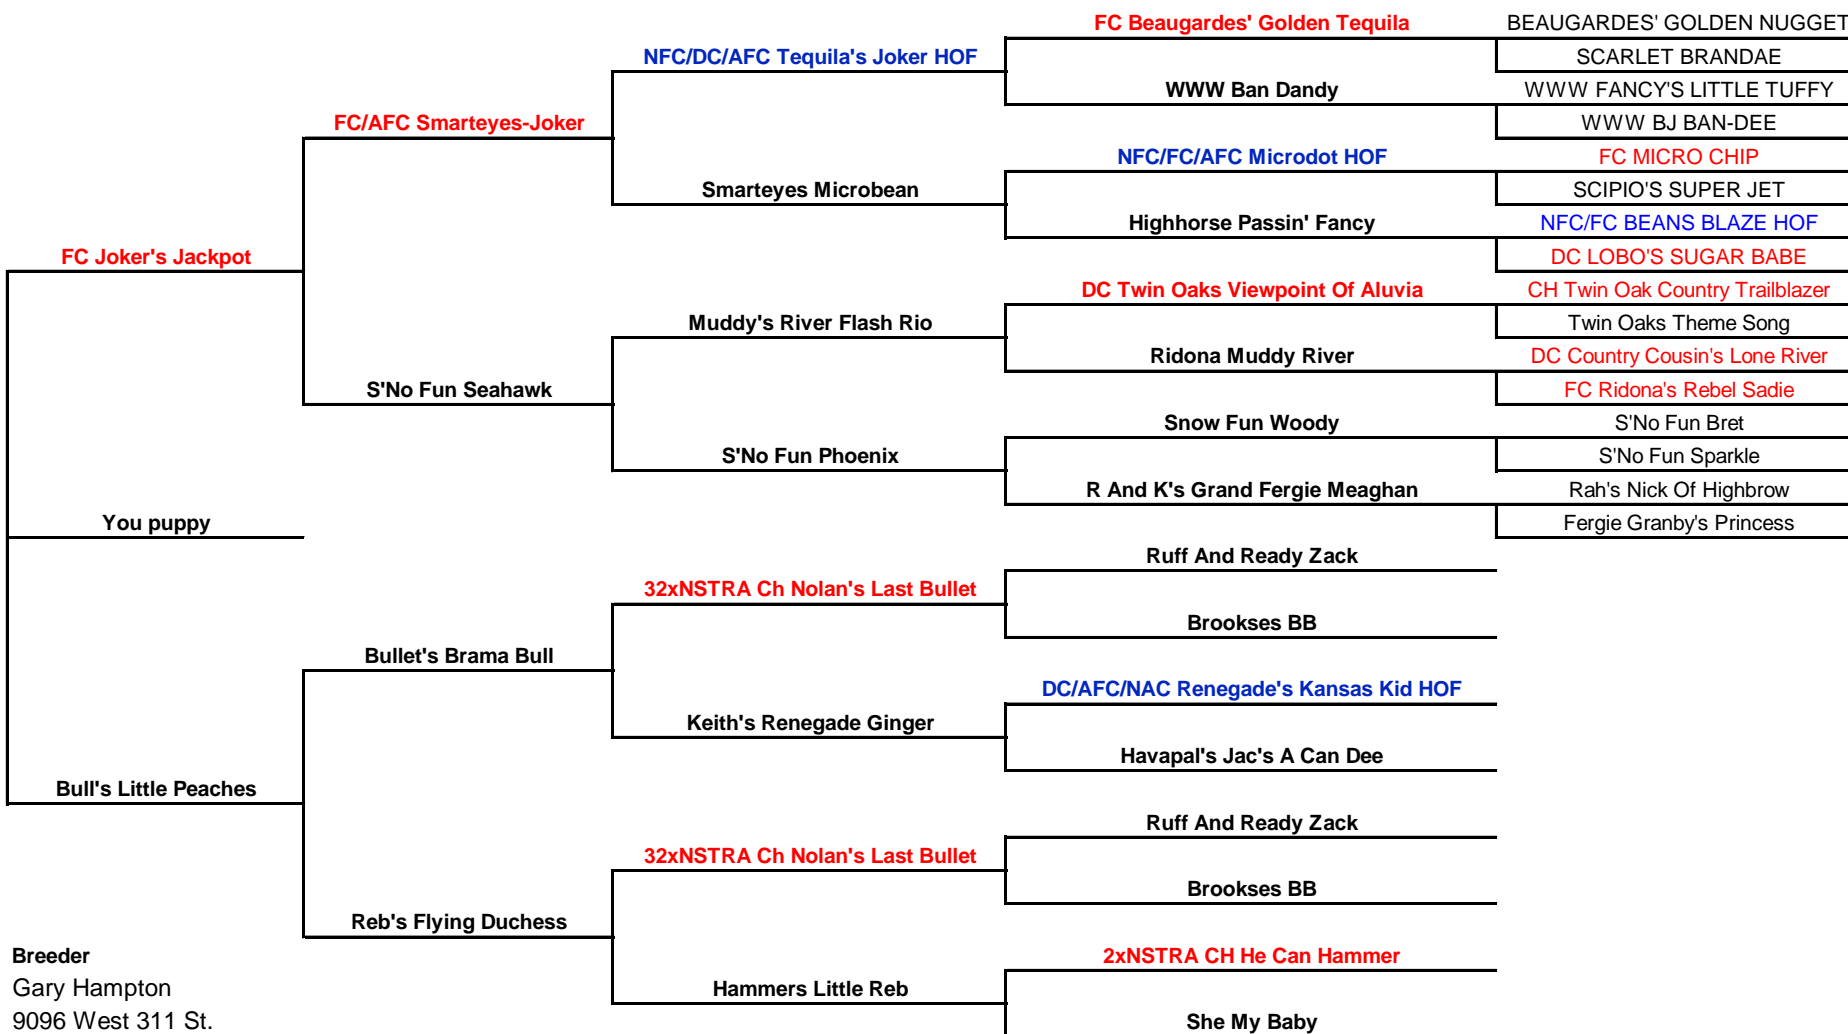 FC Beaugardes' Golden Tequila
BEAUGARDES' GOLDEN NUGGET
NFC/DC/AFC Tequila's Joker HOF
SCARLET BRANDAE
WWW Ban Dandy
WWW FANCY'S LITTLE TUFFY
FC/AFC Smarteyes-Joker
WWW BJ BAN-DEE
NFC/FC/AFC Microdot HOF
FC MICRO CHIP
Smarteyes Microbean
SCIPIO'S SUPER JET
Highhorse Passin' Fancy
NFC/FC BEANS BLAZE HOF
FC Joker's Jackpot
DC LOBO'S SUGAR BABE
DC Twin Oaks Viewpoint Of Aluvia
CH Twin Oak Country Trailblazer
Muddy's River Flash Rio
Twin Oaks Theme Song
Ridona Muddy River
DC Country Cousin's Lone River
S'No Fun Seahawk
FC Ridona's Rebel Sadie
Snow Fun Woody
S'No Fun Bret
S'No Fun Phoenix
S'No Fun Sparkle
R And K's Grand Fergie Meaghan
Rah's Nick Of Highbrow
You puppy
Fergie Granby's Princess
Ruff And Ready Zack
32xNSTRA Ch Nolan's Last Bullet
Brookses BB
Bullet's Brama Bull
DC/AFC/NAC Renegade's Kansas Kid HOF
Keith's Renegade Ginger
Havapal's Jac's A Can Dee
Bull's Little Peaches
Ruff And Ready Zack
32xNSTRA Ch Nolan's Last Bullet
Brookses BB
Reb's Flying Duchess
Breeder
2xNSTRA CH He Can Hammer
Gary Hampton
Hammers Little Reb
9096 West 311 St.
She My Baby